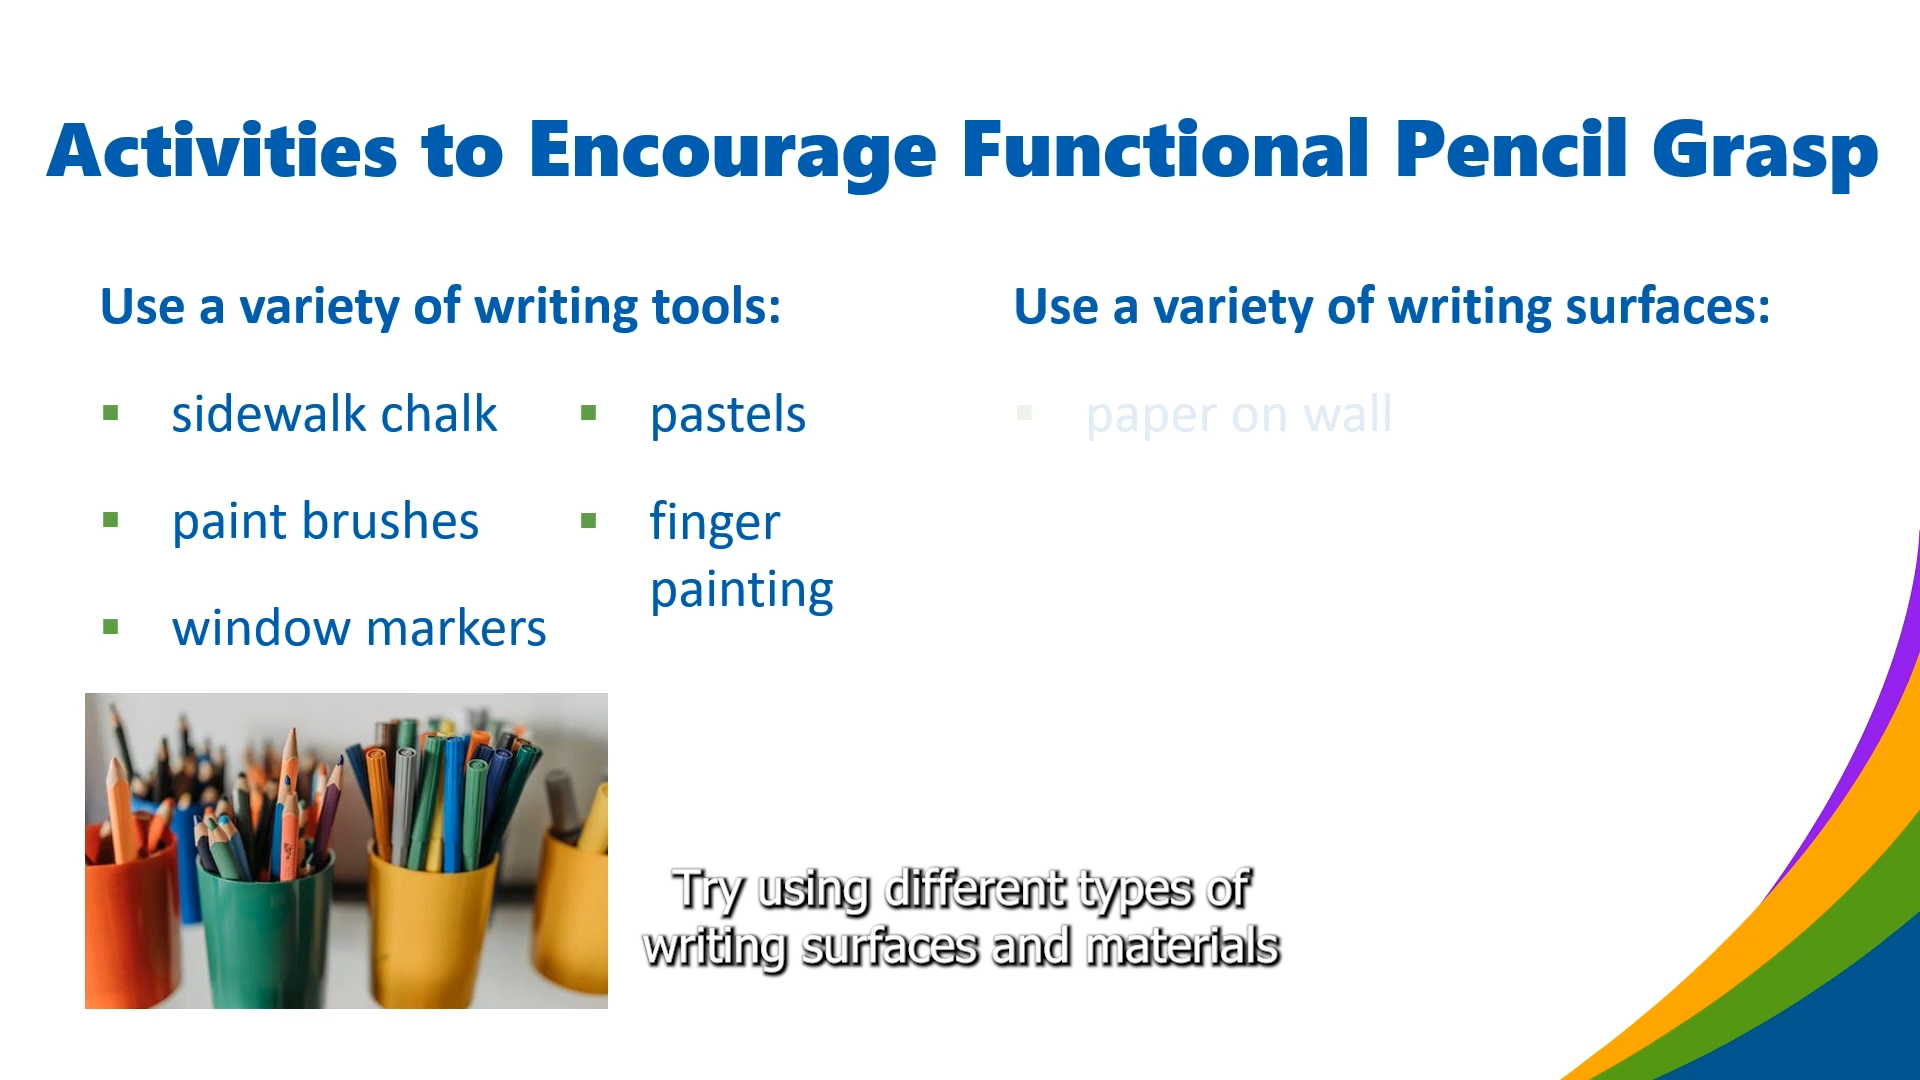 Activities to Encourage Functional Pencil Grasp
Use a variety of writing tools:
sidewalk chalk
paint brushes
window markers
pastels
finger
painting
Use a variety of writing surfaces:
paper on wall
Try using different types of
writing surfaces and materials